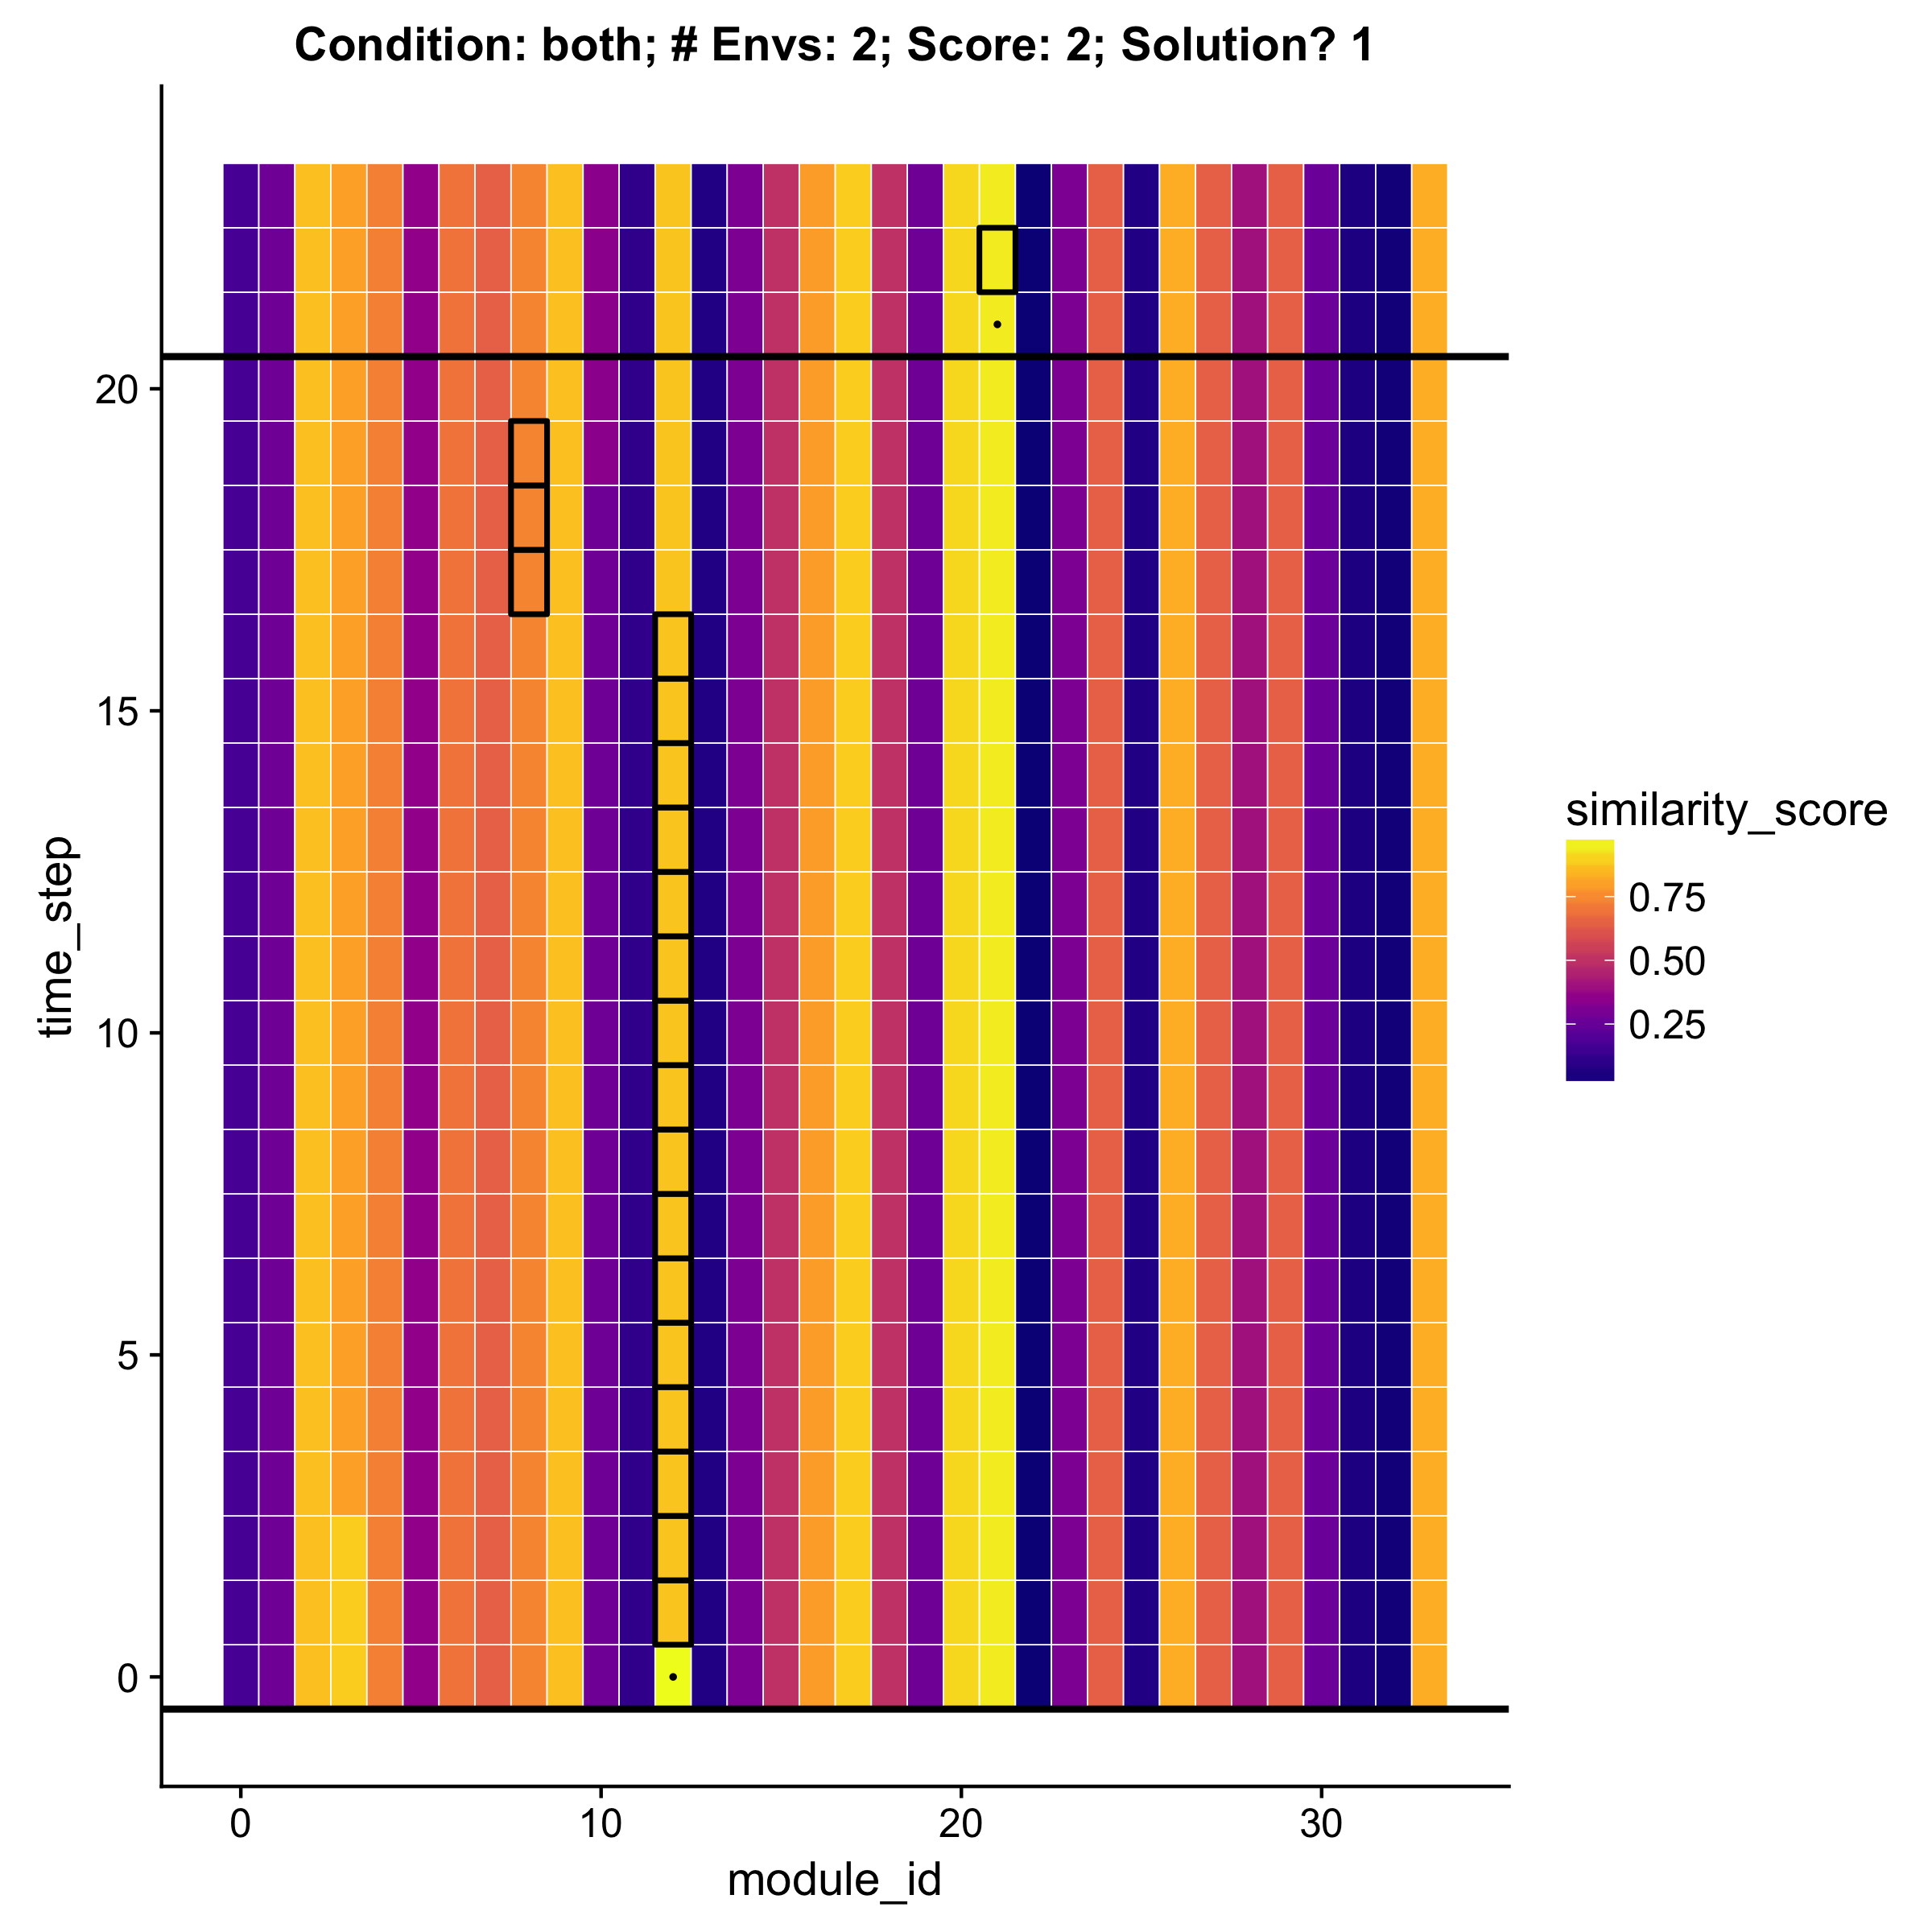 Condition: both; # Envs: 2; Score: 2; Solution? 1
time_step
20
15
10
5
0
0 10 20 30
module_id
similarity_score
0.75
0.50
0.25